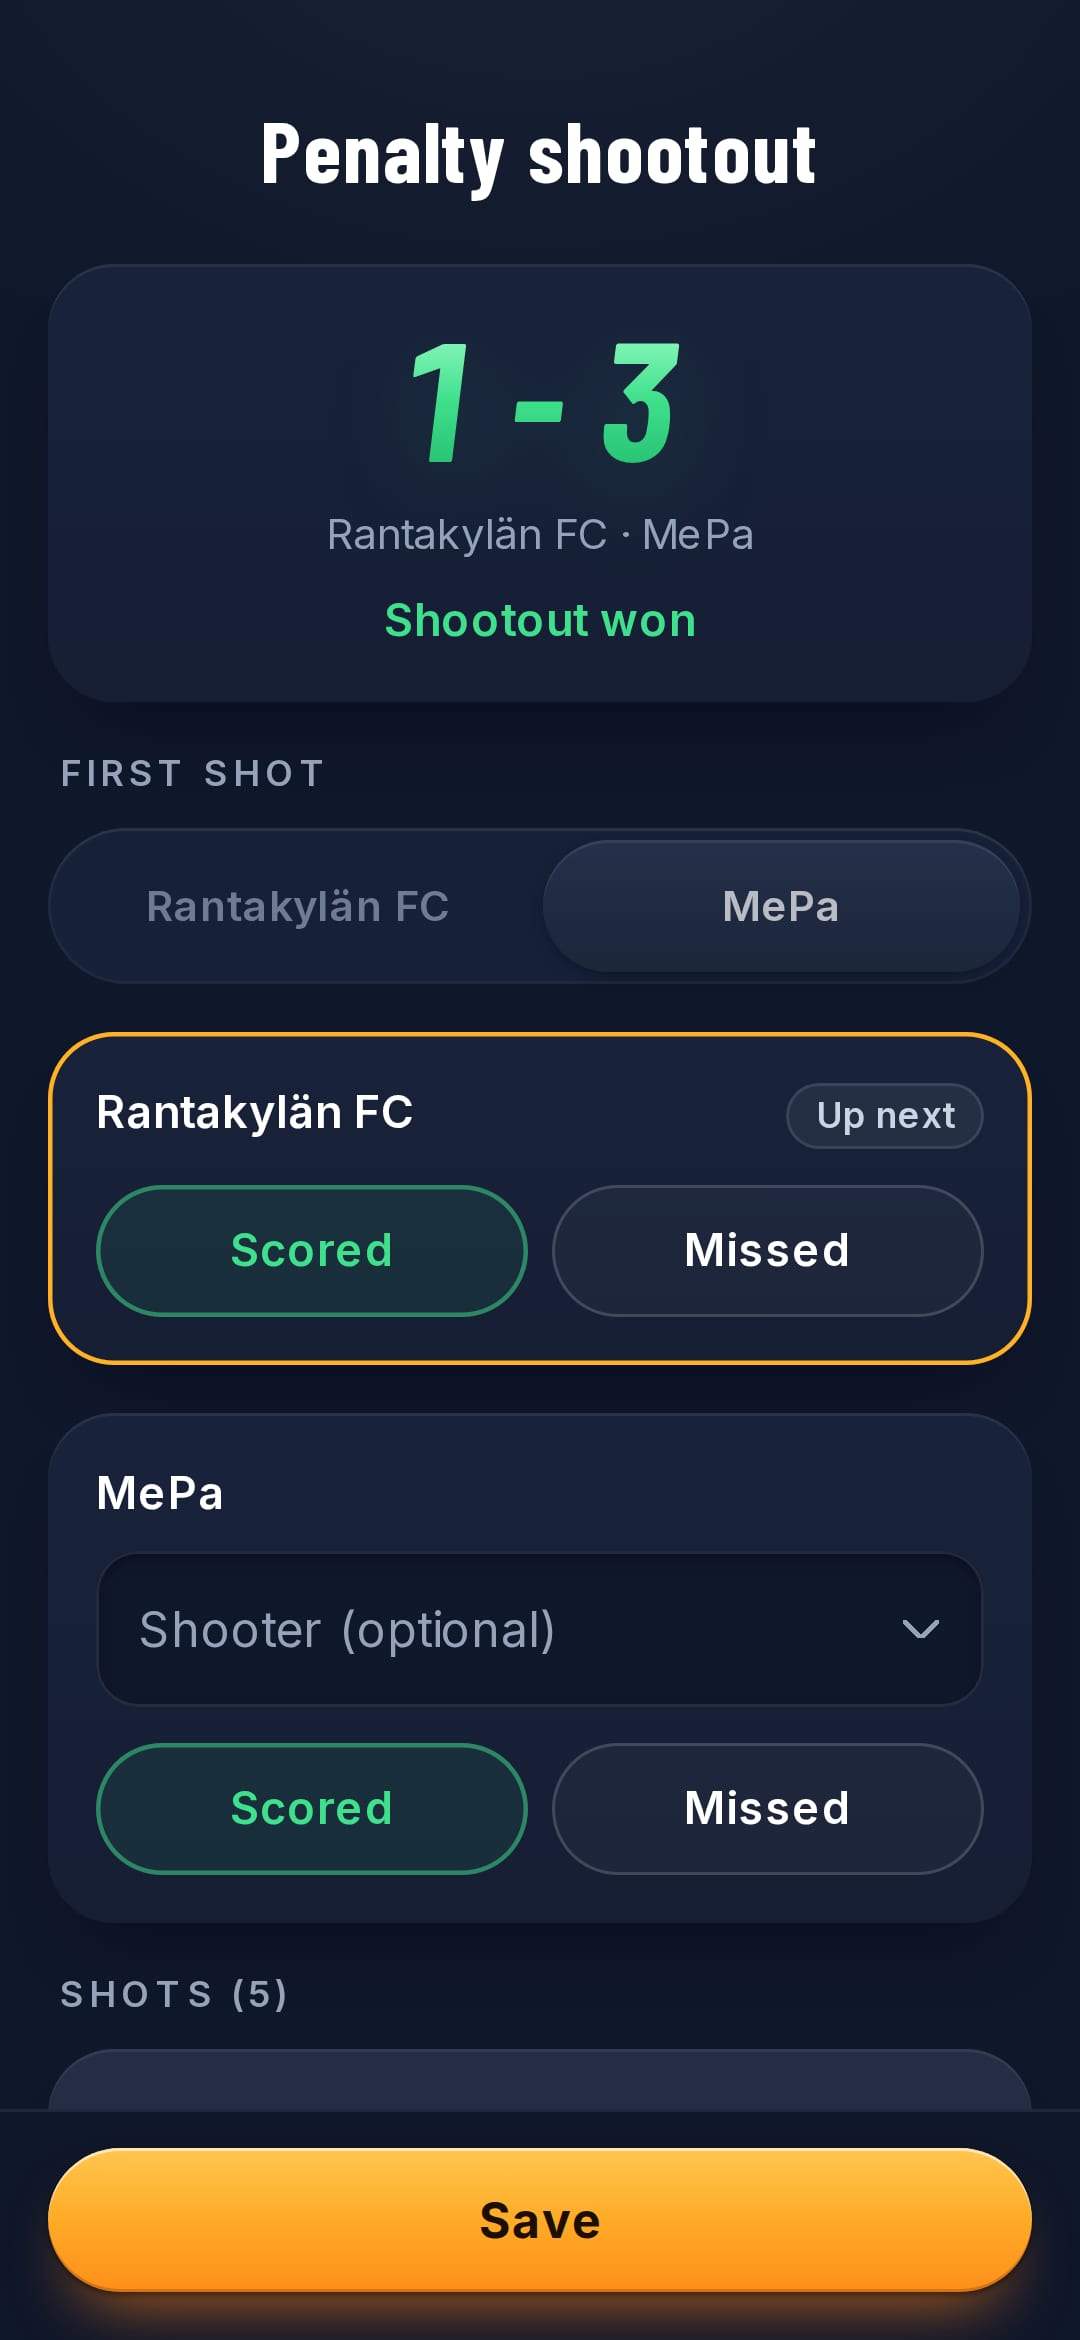 Penalty shootout
1 - 3
Rantakylän FC · MePa
Shootout won
FIRST SHOT
Rantakylän FC
MePa
Rantakylän FC
Up next
Scored
Missed
MePa
Shooter (optional)
Scored
Missed
SHOTS (5)
Save